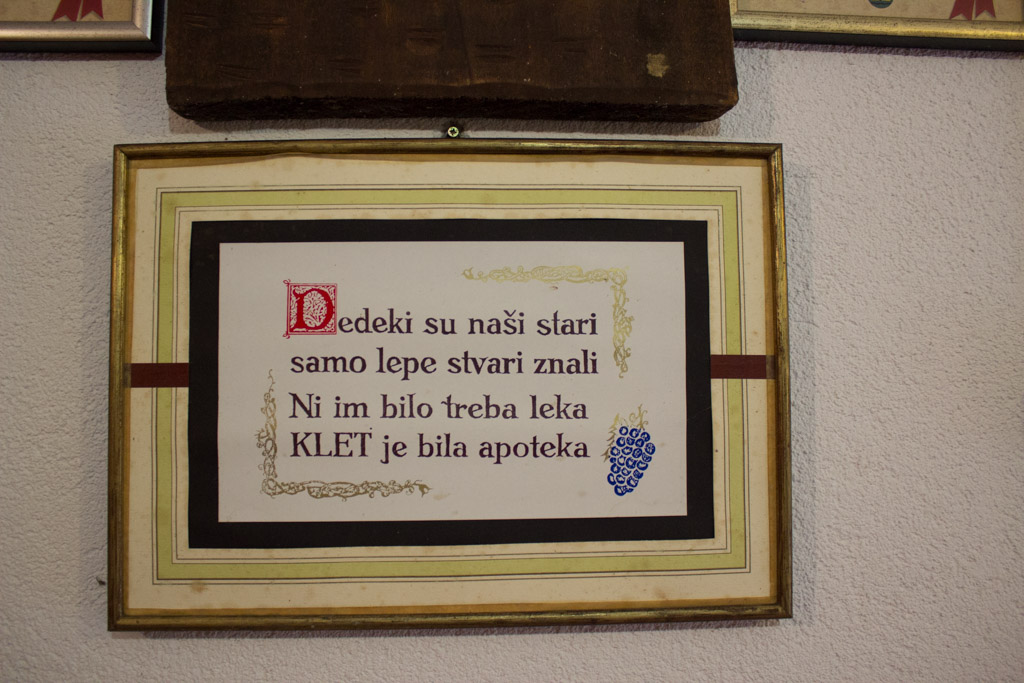 Dedeki su naši stari
samo lepe stvari znali
Ni im bilo treba leka
KLET je bila apoteka